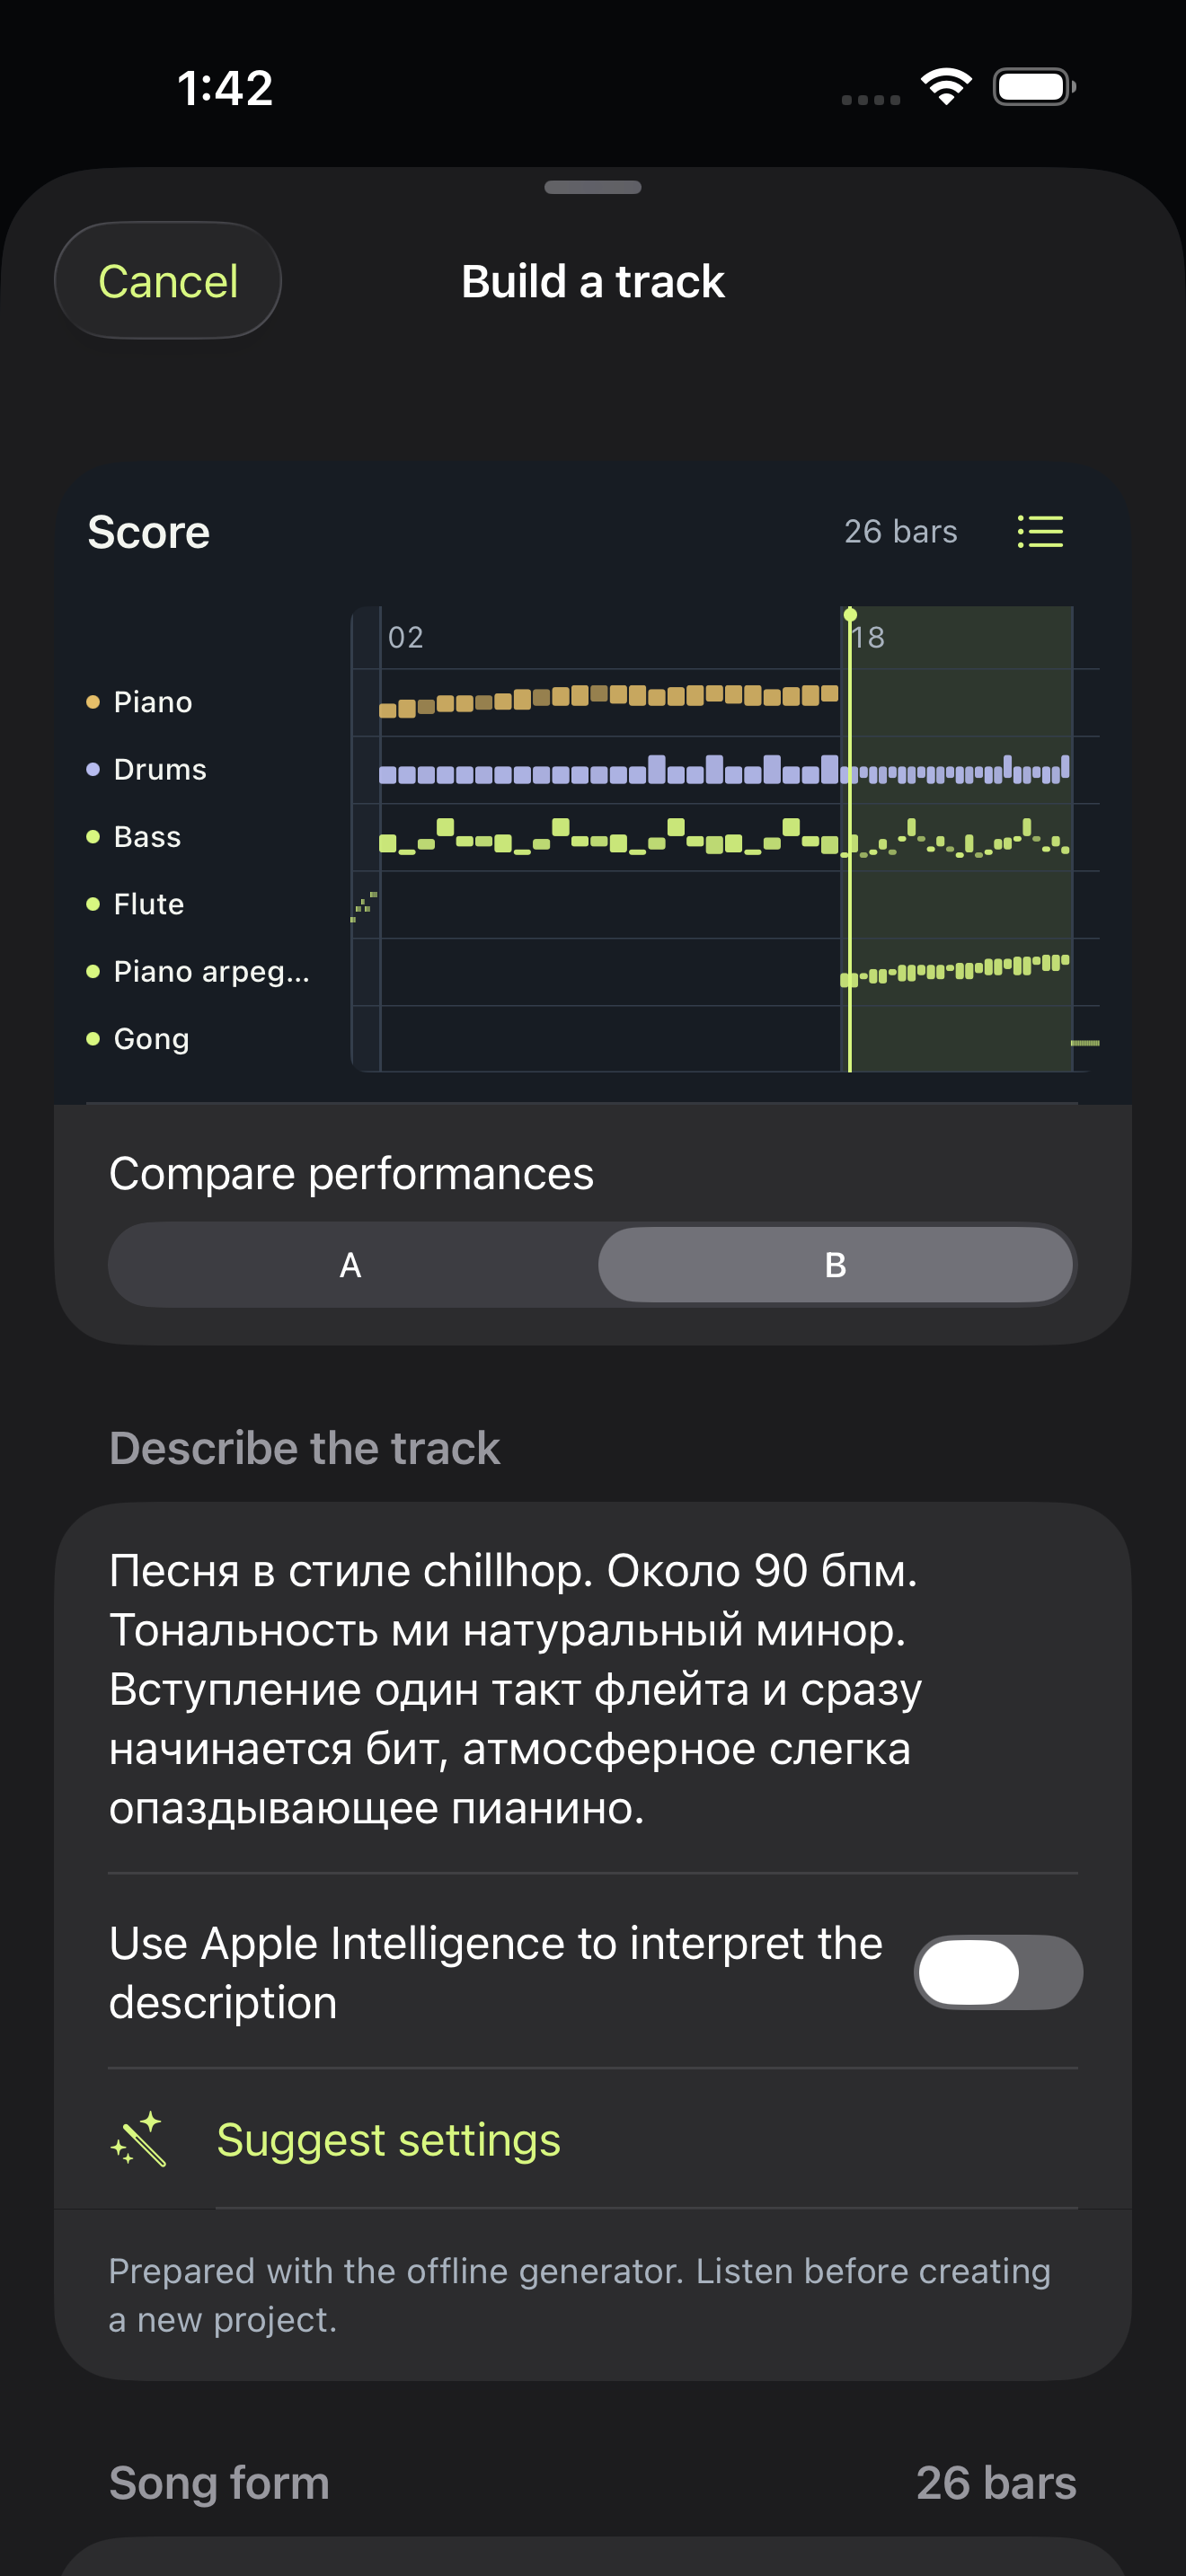 1:42
Cancel
Build a track
Score
26 bars
02
18
Piano
Drums
Bass
Flute
Piano arpeg...
Gong
Compare performances
A
B
Describe the track
Песня в стиле chillhop. Около 90 бпм.
Тональность ми натуральный минор.
Вступление один такт флейта и сразу
начинается бит, атмосферное слегка
опаздывающее пианино.
Use Apple Intelligence to interpret the
description
Suggest settings
Prepared with the offline generator. Listen before creating
a new project.
Song form
26 bars